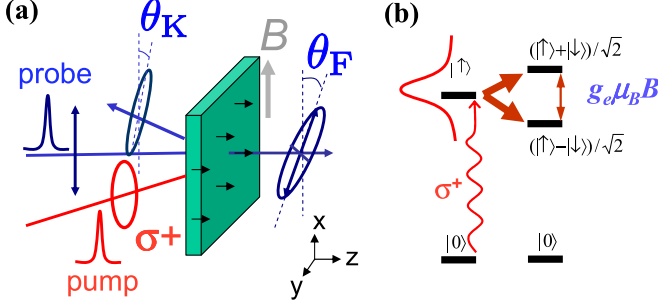 (a)
θK
B
θF
probe
σ+
pump
x
z
y
(b)
|↑⟩
(|↑⟩+|↓⟩)/√2
gₑμBB
(|↑⟩−|↓⟩)/√2
σ+
|0⟩
|0⟩